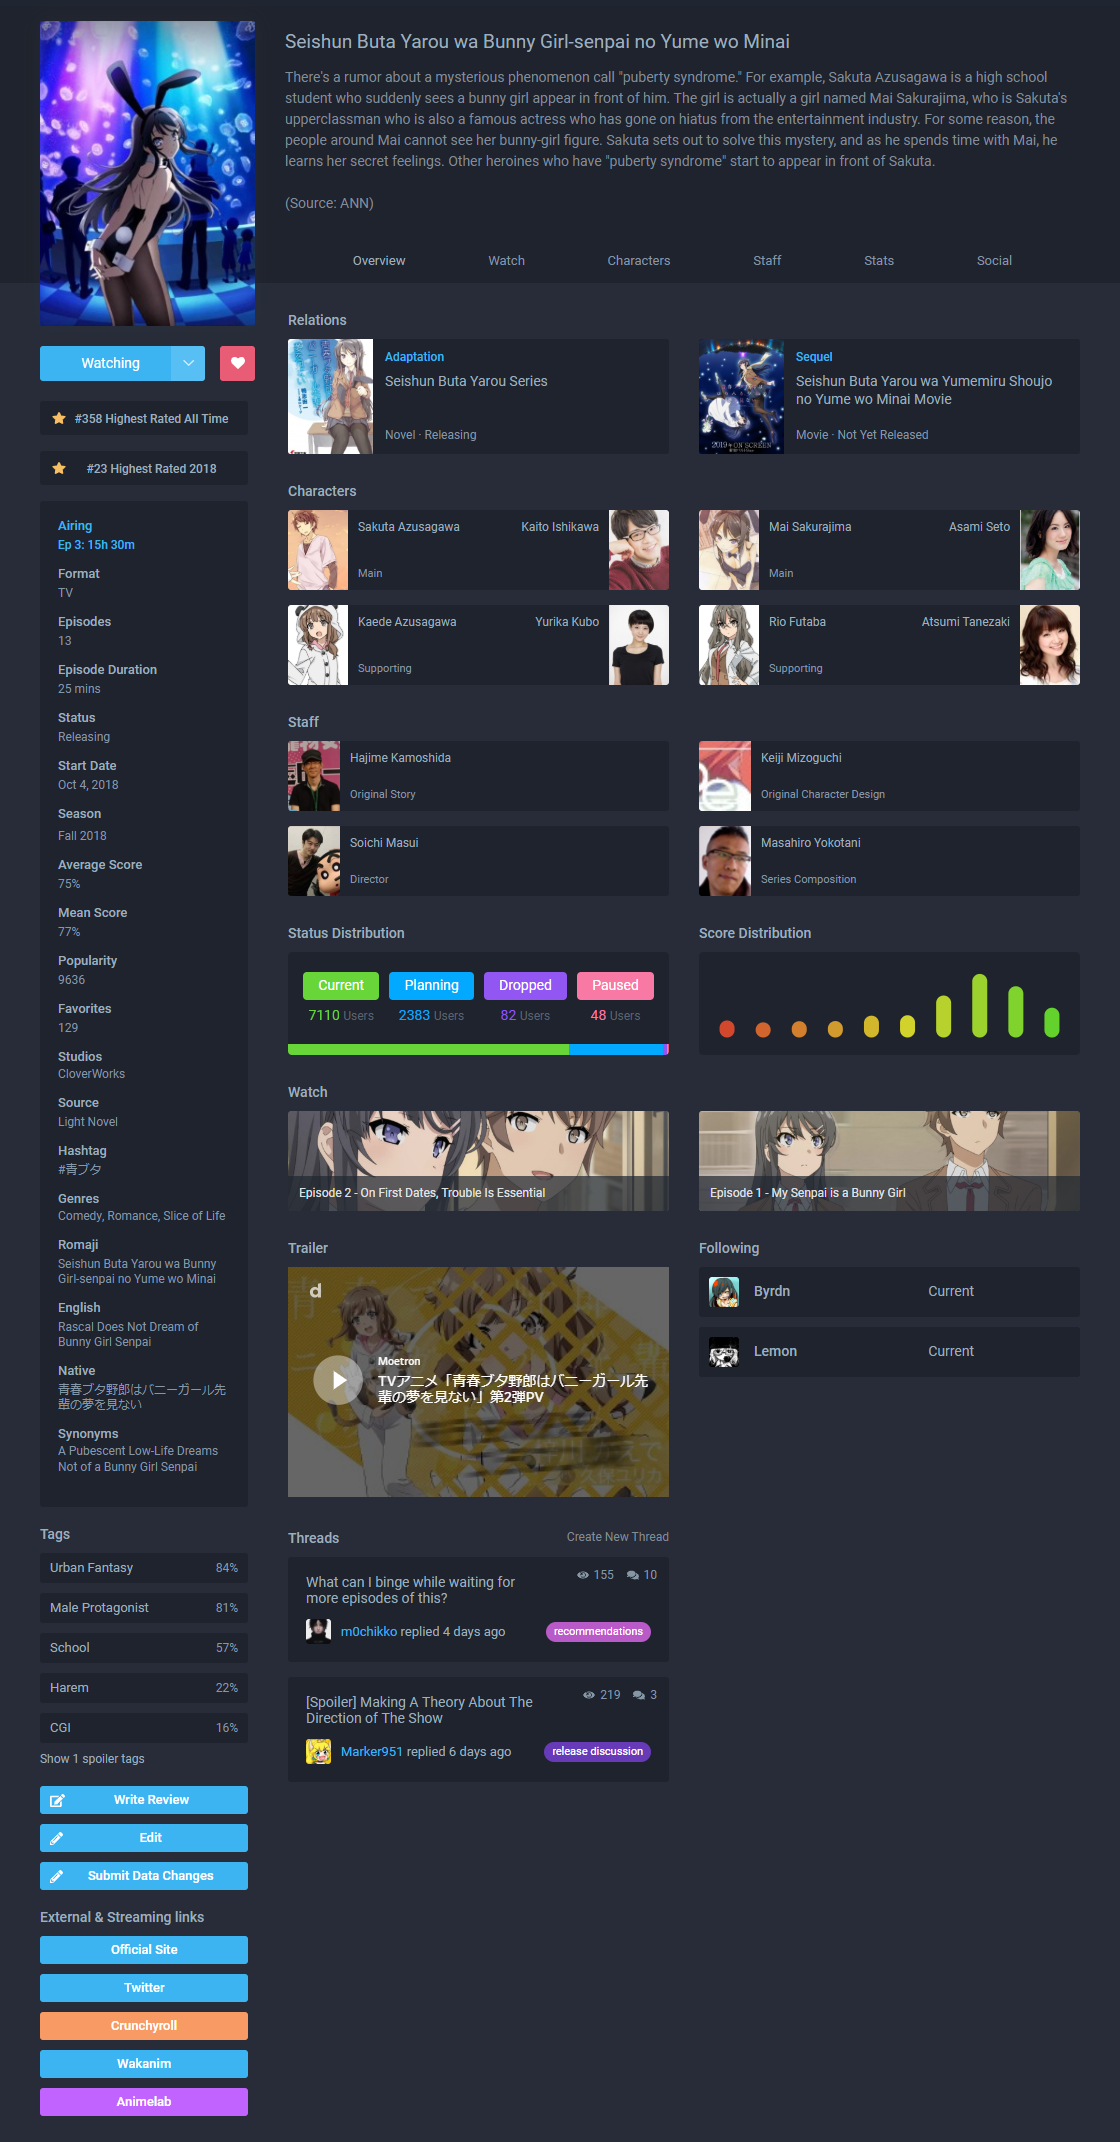 Seishun Buta Yarou wa Bunny Girl-senpai no Yume wo Minai
There's a rumor about a mysterious phenomenon call "puberty syndrome." For example, Sakuta Azusagawa is a high school
student who suddenly sees a bunny girl appear in front of him. The girl is actually a girl named Mai Sakurajima, who is Sakuta's
upperclassman who is also a famous actress who has gone on hiatus from the entertainment industry. For some reason, the
people around Mai cannot see her bunny-girl figure. Sakuta sets out to solve this mystery, and as he spends time with Mai, he
learns her secret feelings. Other heroines who have "puberty syndrome" start to appear in front of Sakuta.
(Source: ANN)
Overview Watch Characters Staff Stats Social
Watching
#358 Highest Rated All Time
#23 Highest Rated 2018
Airing
Ep 3: 15h 30m
Format
TV
Episodes
13
Episode Duration
25 mins
Status
Releasing
Start Date
Oct 4, 2018
Season
Fall 2018
Average Score
75%
Mean Score
77%
Popularity
9636
Favorites
129
Studios
CloverWorks
Source
Light Novel
Hashtag
#青ブタ
Genres
Comedy, Romance, Slice of Life
Romaji
Seishun Buta Yarou wa Bunny
Girl-senpai no Yume wo Minai
English
Rascal Does Not Dream of
Bunny Girl Senpai
Native
青春ブタ野郎はバニーガール先
輩の夢を見ない
Synonyms
A Pubescent Low-Life Dreams
Not of a Bunny Girl Senpai
Tags
Urban Fantasy 84%
Male Protagonist 81%
School 57%
Harem 22%
CGI 16%
Show 1 spoiler tags
Write Review
Edit
Submit Data Changes
External & Streaming links
Official Site
Twitter
Crunchyroll
Wakanim
Animelab
Relations
Adaptation
Seishun Buta Yarou Series
Novel · Releasing
2019 ON SCREEN
Sequel
Seishun Buta Yarou wa Yumemiru Shoujo
no Yume wo Minai Movie
Movie · Not Yet Released
Characters
Sakuta Azusagawa Kaito Ishikawa
Main
Mai Sakurajima Asami Seto
Main
Kaede Azusagawa Yurika Kubo
Supporting
Rio Futaba Atsumi Tanezaki
Supporting
Staff
Hajime Kamoshida
Original Story
Keiji Mizoguchi
Original Character Design
Soichi Masui
Director
Masahiro Yokotani
Series Composition
Status Distribution
Current Planning Dropped Paused
7110 Users 2383 Users 82 Users 48 Users
Score Distribution
Watch
Episode 2 - On First Dates, Trouble Is Essential
Episode 1 - My Senpai is a Bunny Girl
Trailer
d
Moetron
TVアニメ「青春ブタ野郎はバニーガール先
輩の夢を見ない」第2弾PV
久保ユリカ
Following
Byrdn Current
Lemon Current
Threads Create New Thread
155 10
What can I binge while waiting for
more episodes of this?
m0chikko replied 4 days ago recommendations
219 3
[Spoiler] Making A Theory About The
Direction of The Show
Marker951 replied 6 days ago release discussion